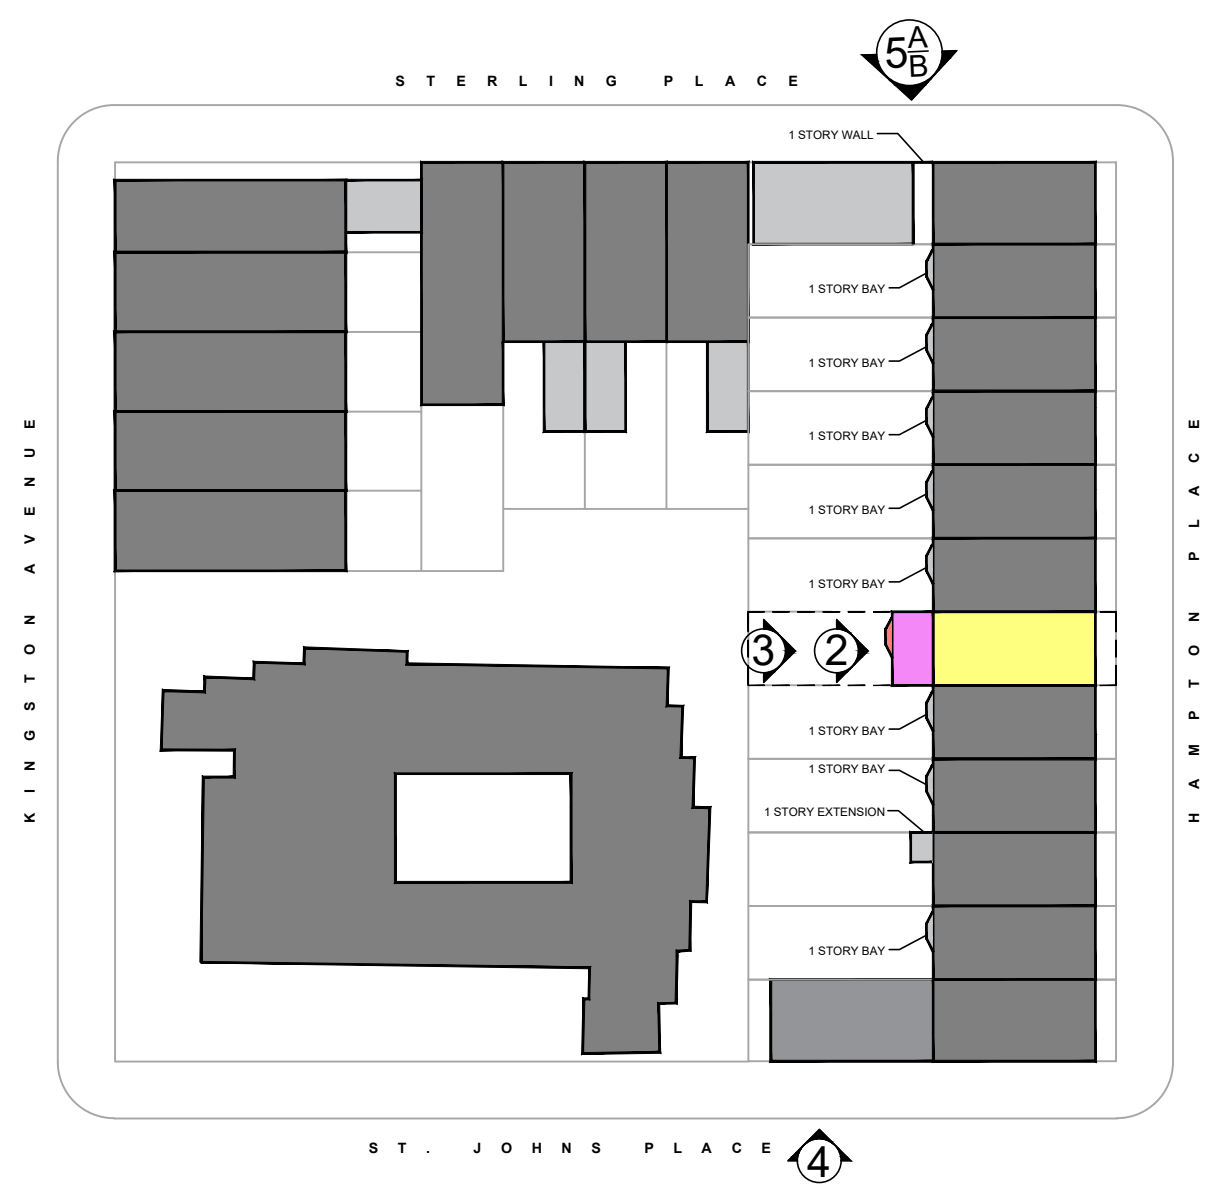 5 A
B
STERLING PLACE
1 STORY WALL
1 STORY BAY
1 STORY BAY
1 STORY BAY
1 STORY BAY
1 STORY BAY
KINGSTON AVENUE
HAMPTON PLACE
3
2
1 STORY BAY
1 STORY BAY
1 STORY EXTENSION
1 STORY BAY
ST. JOHNS PLACE
4